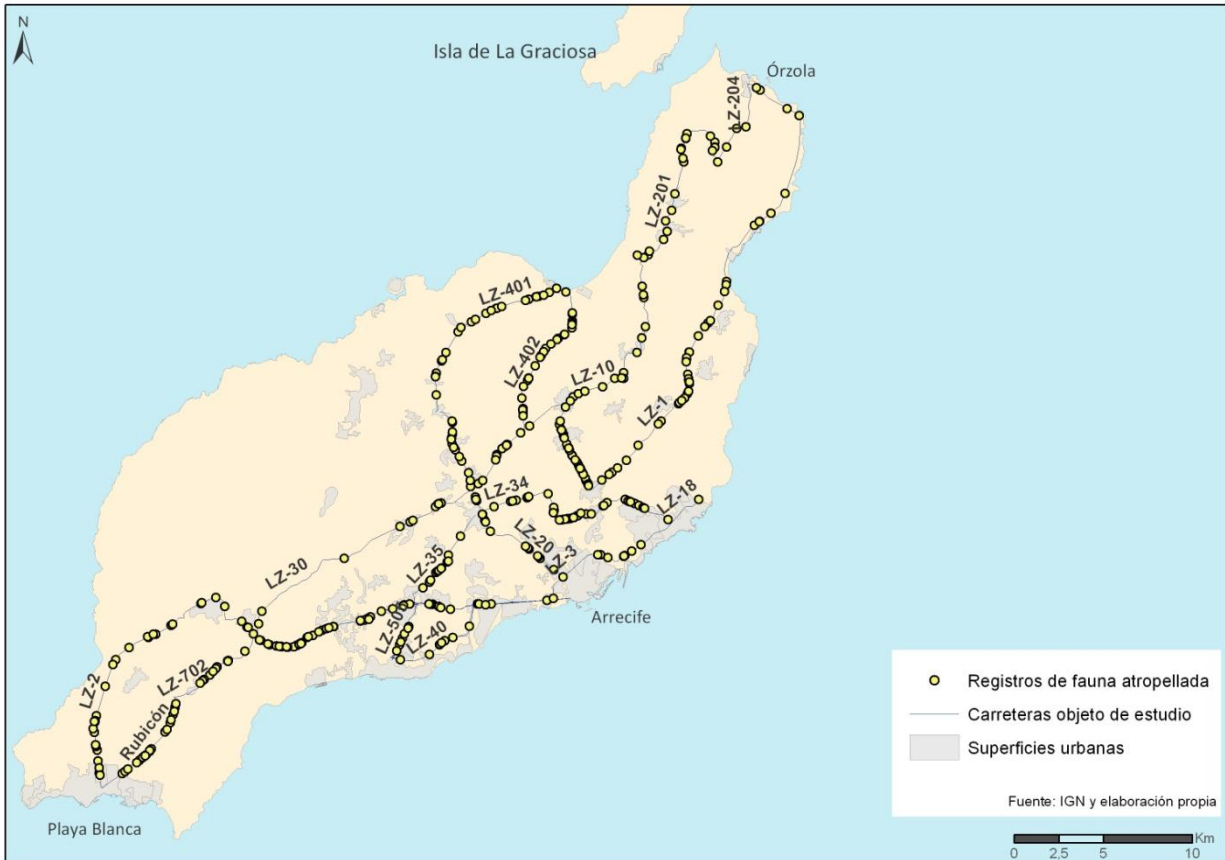 N
Isla de La Graciosa
Órzola
LZ-204
LZ-201
LZ-401
LZ-402
LZ-10
LZ-1
LZ-34
LZ-18
LZ-20
LZ-3
LZ-35
LZ-30
Arrecife
LZ-506
LZ-40
LZ-702
LZ-2
Rubicón
Playa Blanca
Registros de fauna atropellada
Carreteras objeto de estudio
Superficies urbanas
Fuente: IGN y elaboración propia
Km
0 2,5 5 10